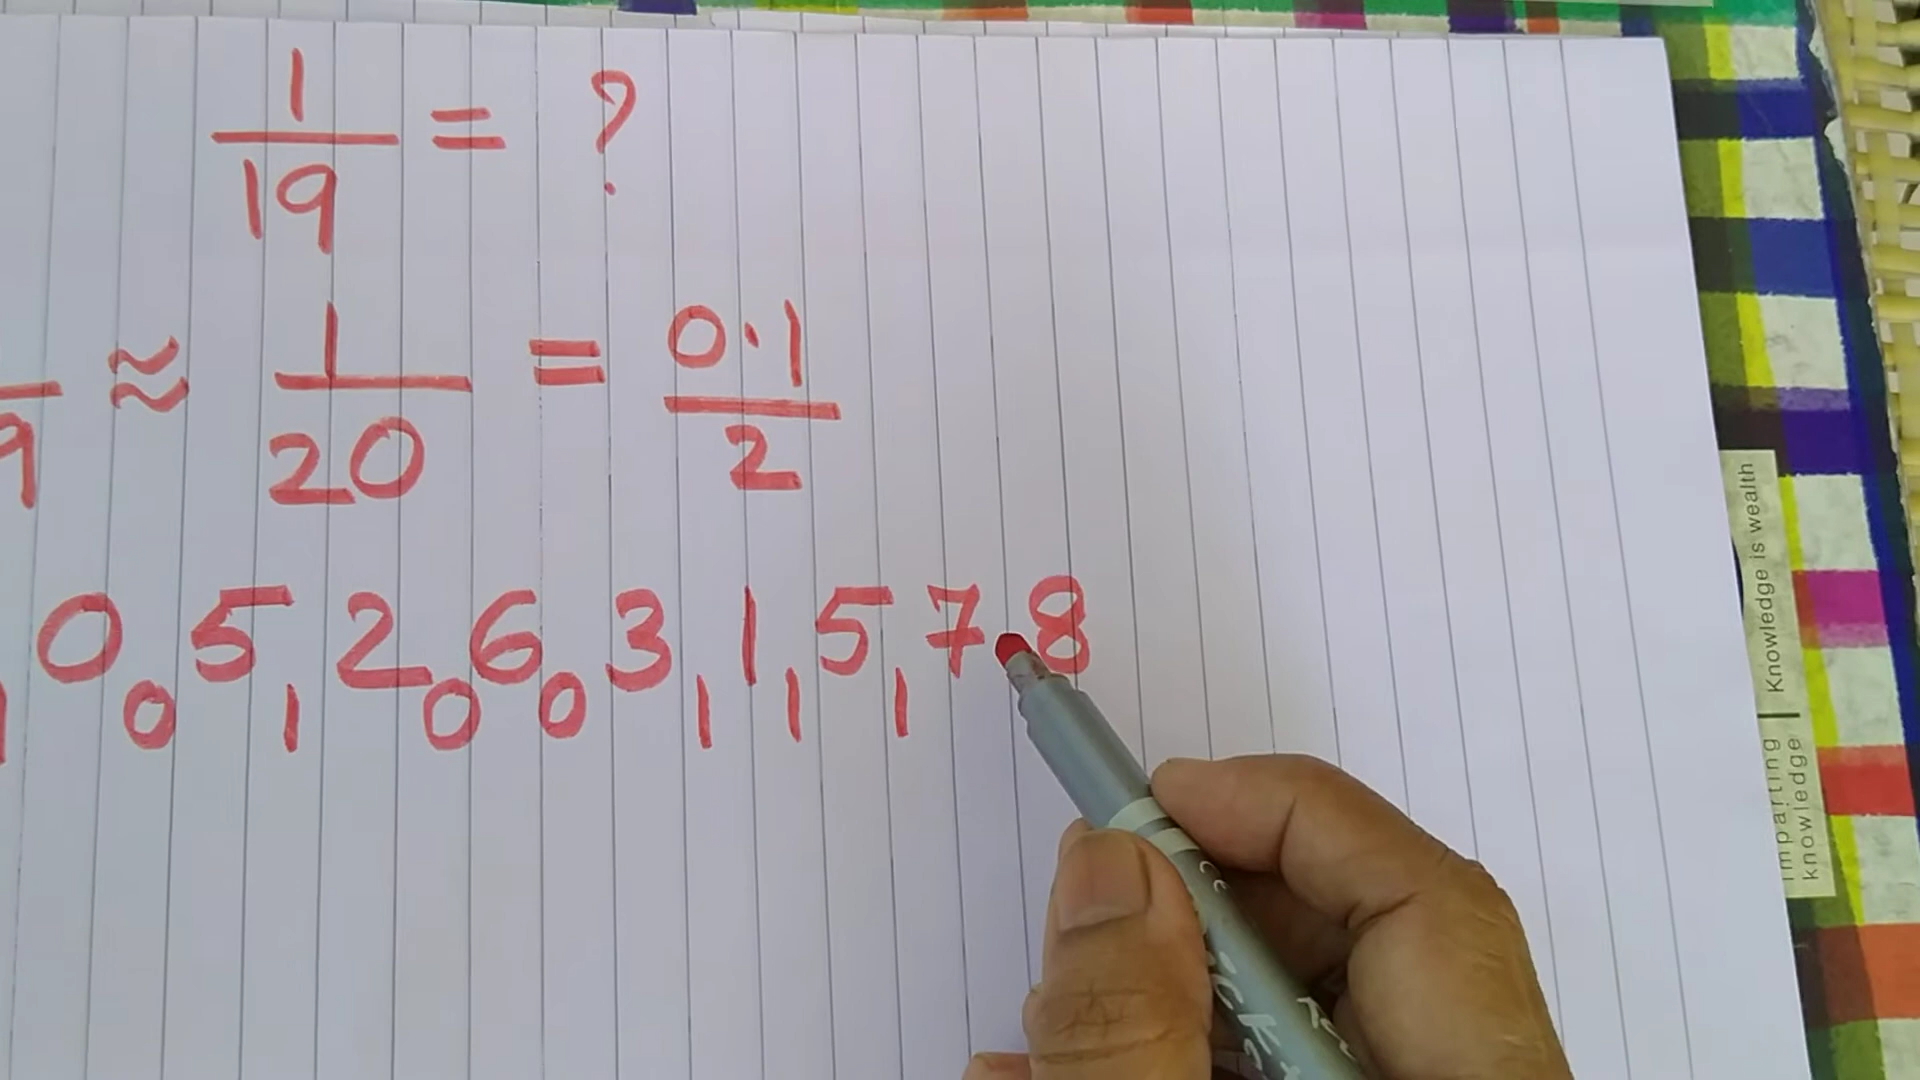 1
19 = ?
9 ≈ 1/20 = 0.1/2
0 5 2 6 3 1 5 7 8
0 1 0 0 1 1 1
Knowledge is wealth
Imparting knowledge